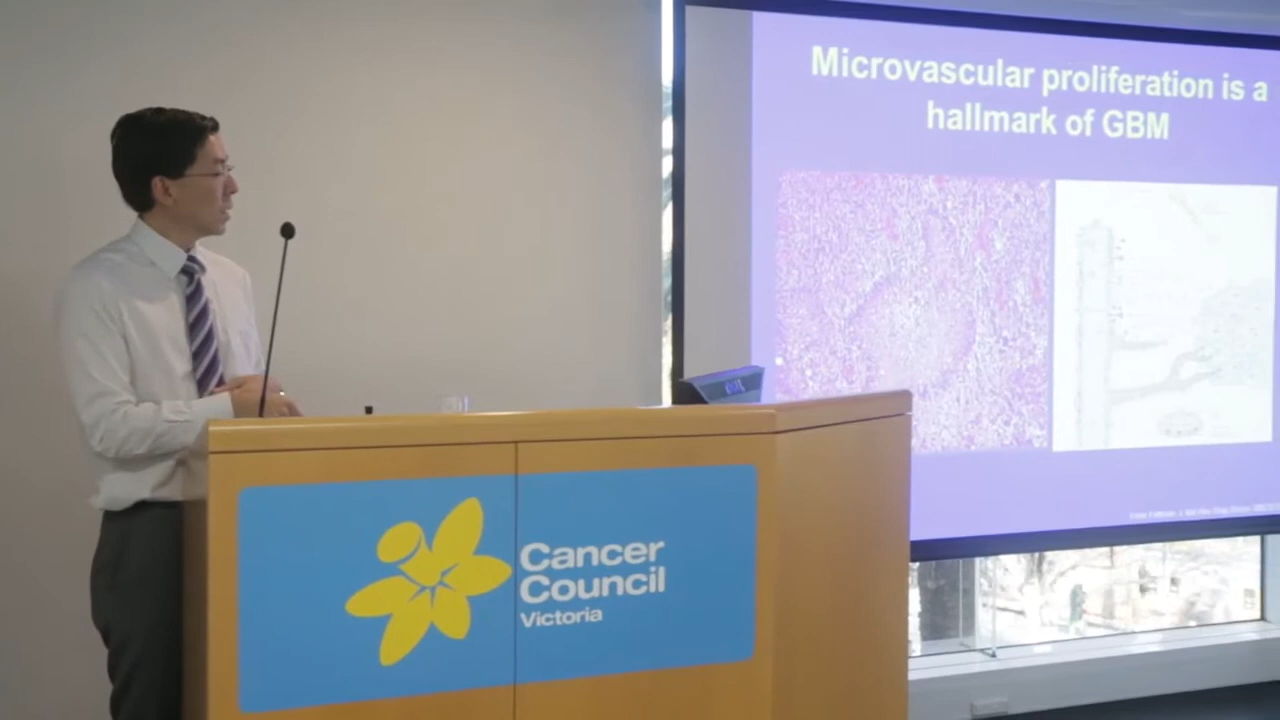 Microvascular proliferation is a
hallmark of GBM
Cancer
Council
Victoria